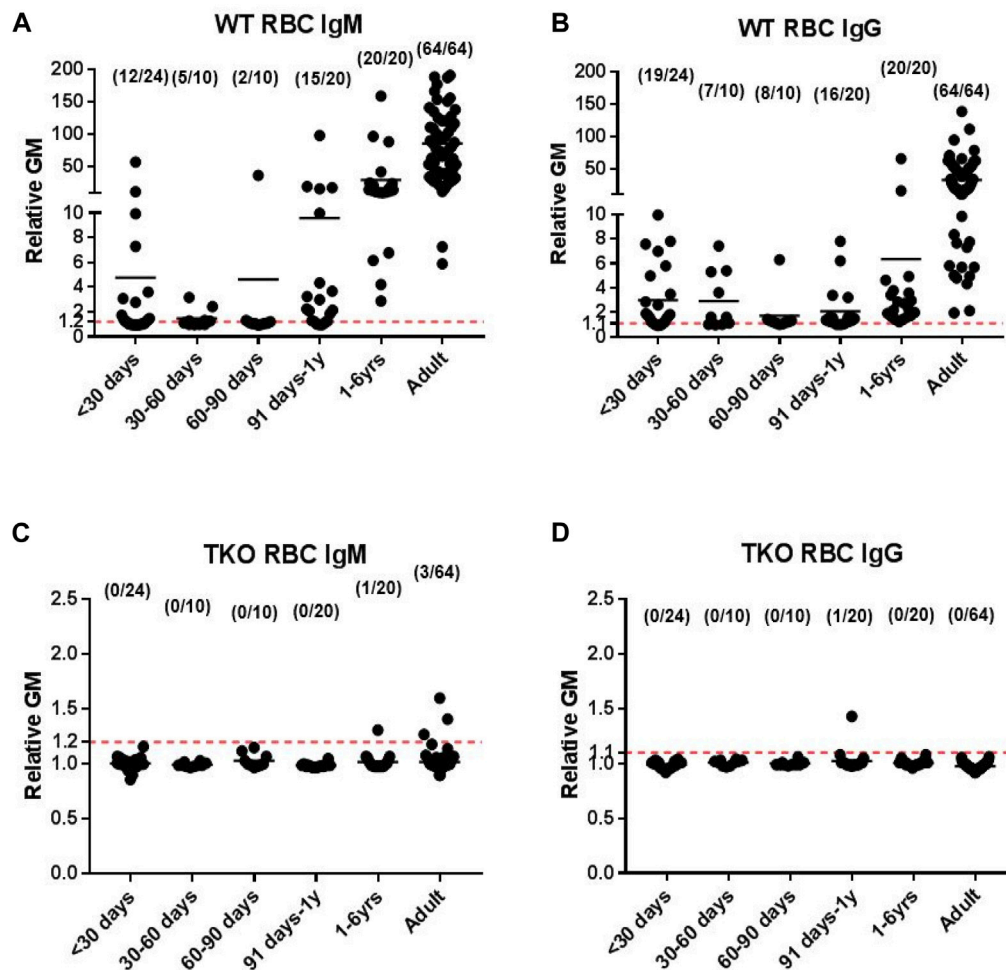 A
WT RBC IgM
(12/24) (5/10) (2/10) (15/20) (20/20) (64/64)
Relative GM
200
150
100
50
10
8
6
4
2
1.2
0
<30 days
30-60 days
60-90 days
91 days-1y
1-6yrs
Adult
B
WT RBC IgG
(19/24) (7/10) (8/10) (16/20) (20/20) (64/64)
Relative GM
200
150
100
50
10
8
6
4
2
1.1
0
<30 days
30-60 days
60-90 days
91 days-1y
1-6yrs
Adult
C
TKO RBC IgM
(0/24) (0/10) (0/10) (0/20) (1/20) (3/64)
Relative GM
2.5
2.0
1.5
1.2
1.0
0.5
0.0
<30 days
30-60 days
60-90 days
91 days-1y
1-6yrs
Adult
D
TKO RBC IgG
(0/24) (0/10) (0/10) (1/20) (0/20) (0/64)
Relative GM
2.5
2.0
1.5
1.1
1.0
0.5
0.0
<30 days
30-60 days
60-90 days
91 days-1y
1-6yrs
Adult